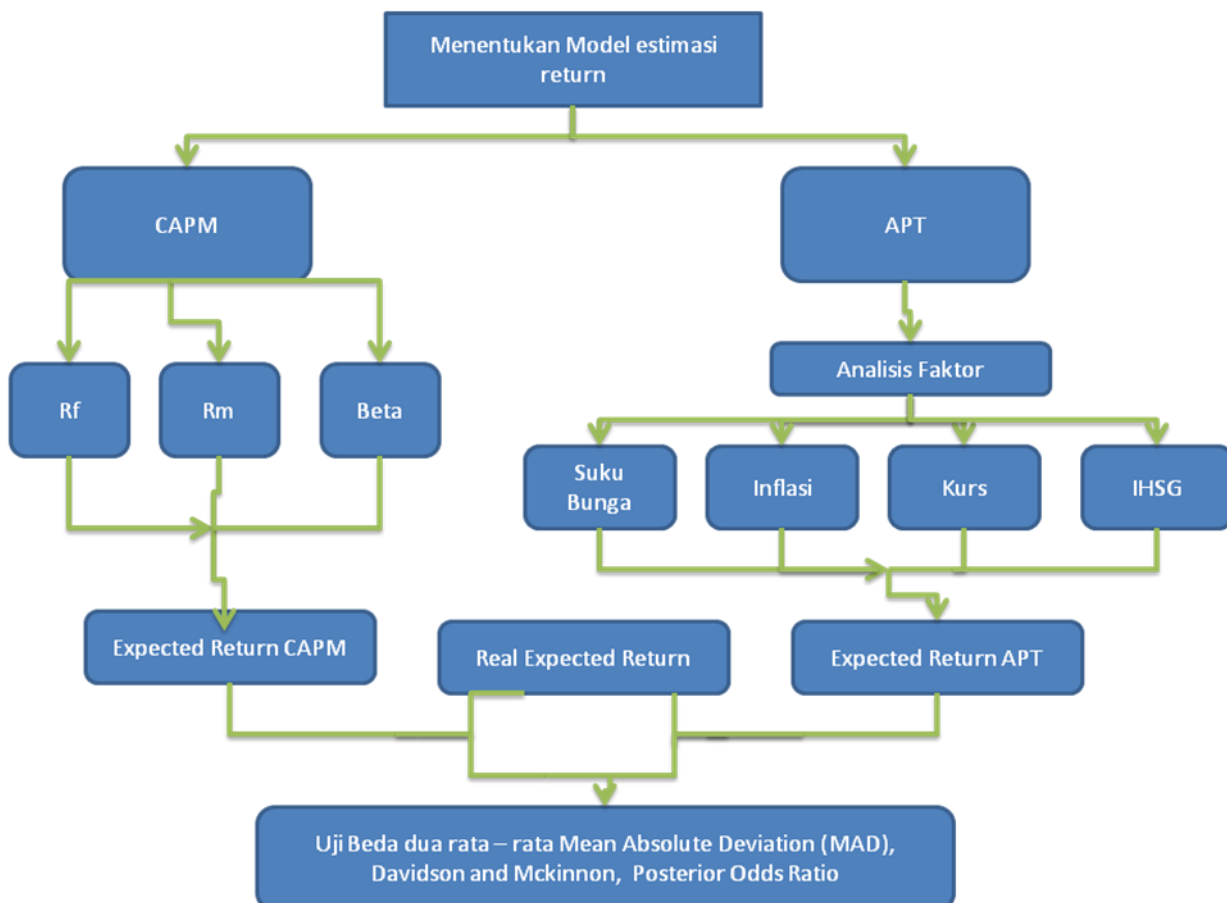 Menentukan Model estimasi
return
CAPM
APT
Rf
Rm
Beta
Analisis Faktor
Suku
Bunga
Inflasi
Kurs
IHSG
Expected Return CAPM
Real Expected Return
Expected Return APT
Uji Beda dua rata – rata Mean Absolute Deviation (MAD),
Davidson and Mckinnon, Posterior Odds Ratio